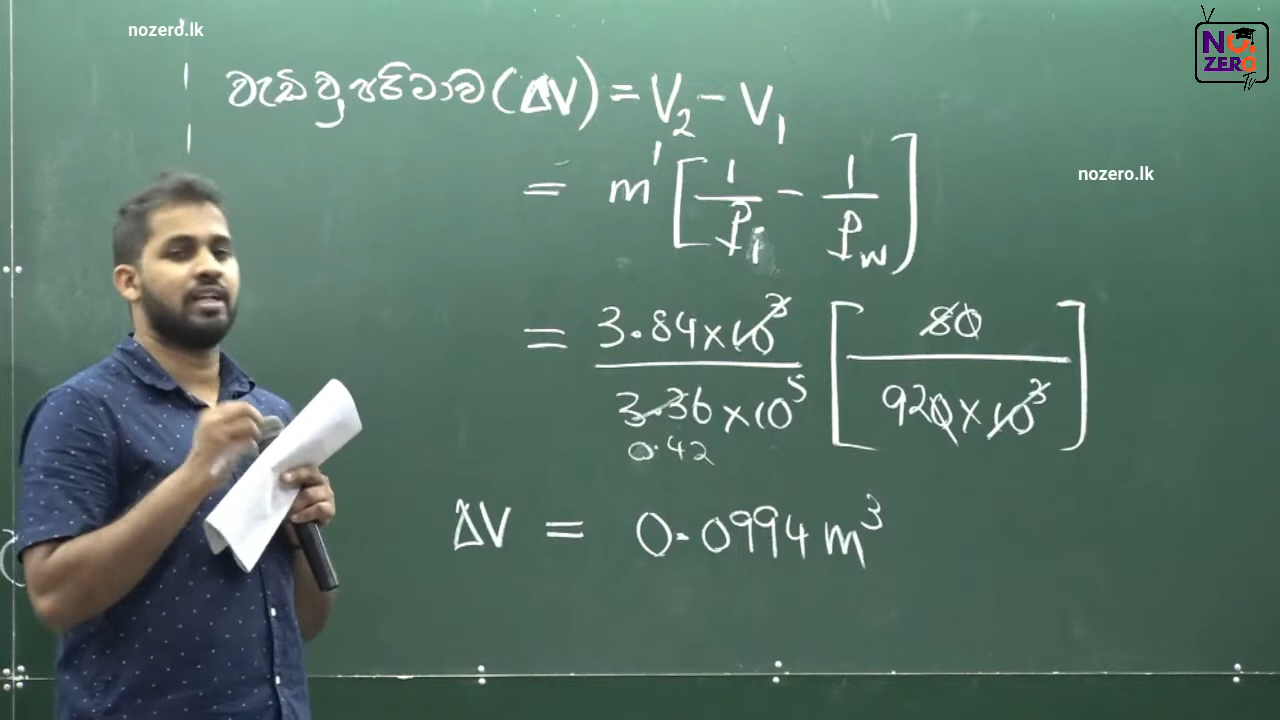 nozero.lk
NO.
ZERO
TV
nozero.lk
වැඩි වූ පරිමාව (ΔV) = V₂ - V₁
= m' [ 1/ρi - 1/ρw ]
= 3.84×10³ / 3.36×10⁵ [ 80 / 920×10³ ]
0.42
ΔV = 0.0994 m³